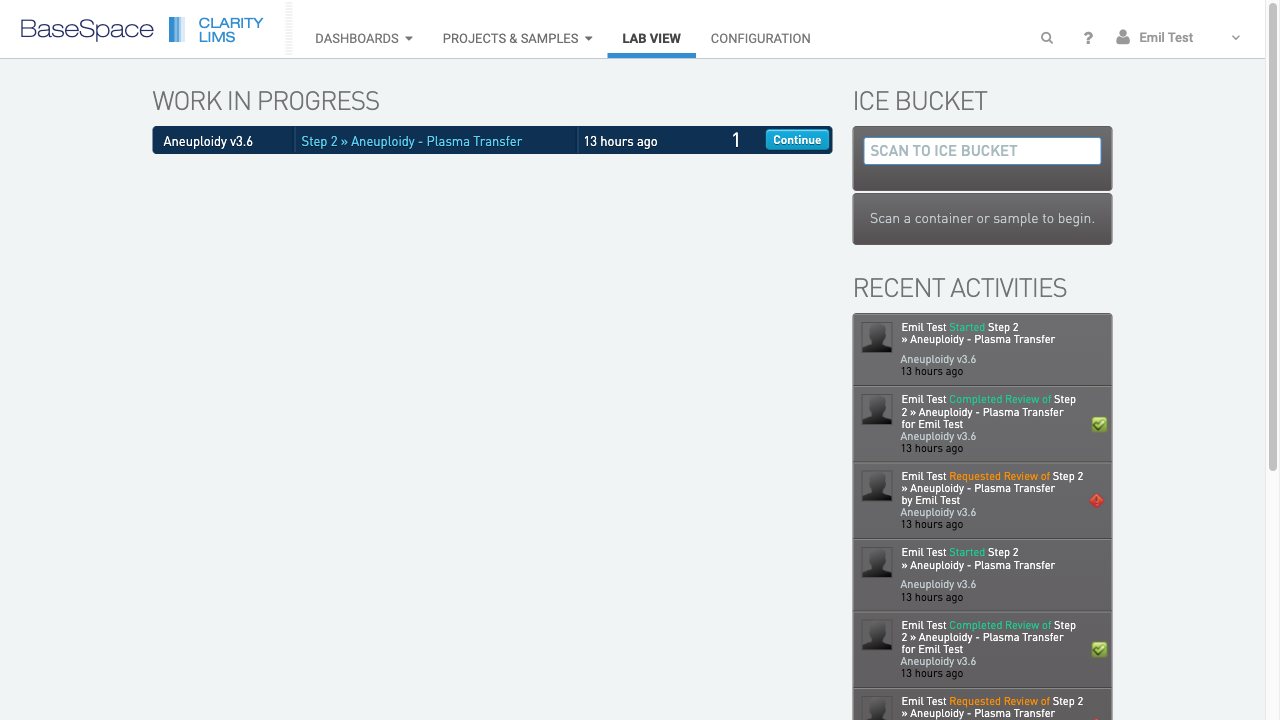 BaseSpace
CLARITY
LIMS
DASHBOARDS
PROJECTS & SAMPLES
LAB VIEW
CONFIGURATION
?
Emil Test
WORK IN PROGRESS
Aneuploidy v3.6
Step 2 » Aneuploidy - Plasma Transfer
13 hours ago
1
Continue
ICE BUCKET
SCAN TO ICE BUCKET
Scan a container or sample to begin.
RECENT ACTIVITIES
Emil Test Started Step 2
» Aneuploidy - Plasma Transfer
Aneuploidy v3.6
13 hours ago
Emil Test Completed Review of Step
2 » Aneuploidy - Plasma Transfer
for Emil Test
Aneuploidy v3.6
13 hours ago
Emil Test Requested Review of Step 2
» Aneuploidy - Plasma Transfer
by Emil Test
Aneuploidy v3.6
13 hours ago
Emil Test Started Step 2
» Aneuploidy - Plasma Transfer
Aneuploidy v3.6
13 hours ago
Emil Test Completed Review of Step
2 » Aneuploidy - Plasma Transfer
for Emil Test
Aneuploidy v3.6
13 hours ago
Emil Test Requested Review of Step 2
» Aneuploidy - Plasma Transfer